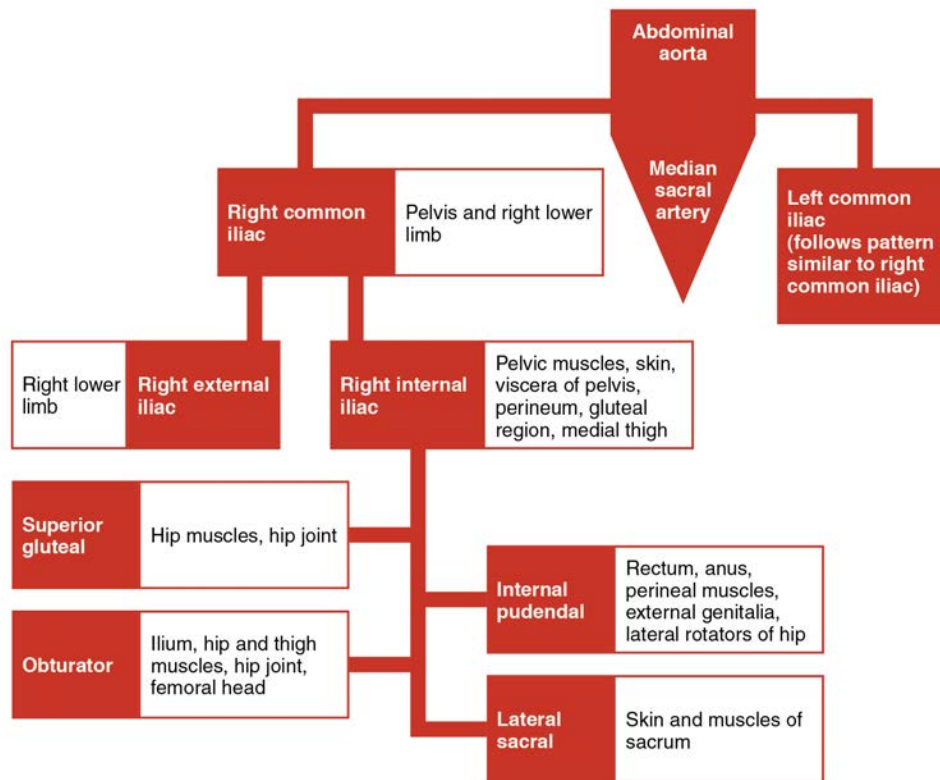 Abdominal
aorta
Median
sacral
artery
Right common
iliac
Pelvis and right lower
limb
Left common
iliac
(follows pattern
similar to right
common iliac)
Right lower
limb
Right external
iliac
Right internal
iliac
Pelvic muscles, skin,
viscera of pelvis,
perineum, gluteal
region, medial thigh
Superior
gluteal
Hip muscles, hip joint
Internal
pudendal
Rectum, anus,
perineal muscles,
external genitalia,
lateral rotators of hip
Obturator
Ilium, hip and thigh
muscles, hip joint,
femoral head
Lateral
sacral
Skin and muscles of
sacrum